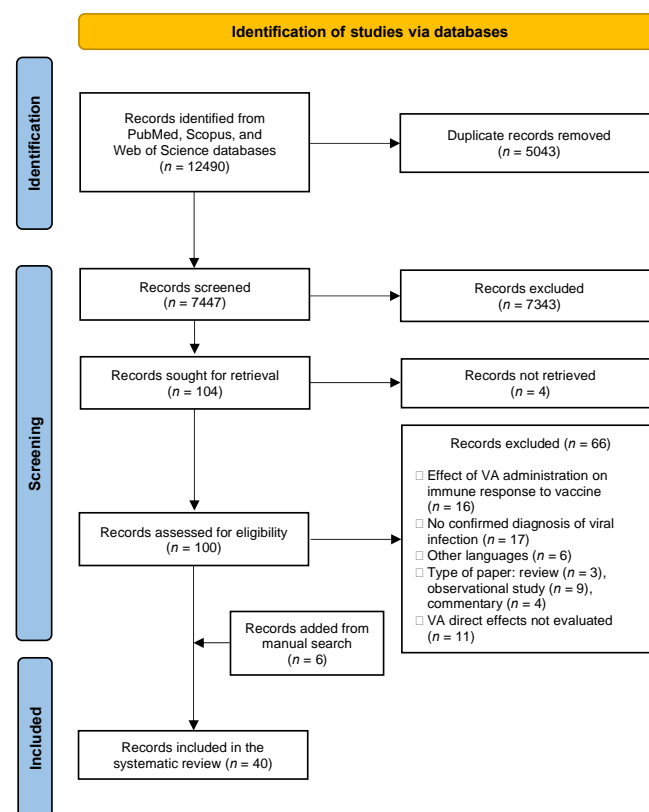 Identification of studies via databases
Identification
Records identified from
PubMed, Scopus, and
Web of Science databases
(n = 12490)
Duplicate records removed
(n = 5043)
Screening
Records screened
(n = 7447)
Records excluded
(n = 7343)
Records sought for retrieval
(n = 104)
Records not retrieved
(n = 4)
Records assessed for eligibility
(n = 100)
Records excluded (n = 66)
□ Effect of VA administration on
immune response to vaccine
(n = 16)
□ No confirmed diagnosis of viral
infection (n = 17)
□ Other languages (n = 6)
□ Type of paper: review (n = 3),
observational study (n = 9),
commentary (n = 4)
□ VA direct effects not evaluated
(n = 11)
Records added from
manual search
(n = 6)
Included
Records included in the
systematic review (n = 40)